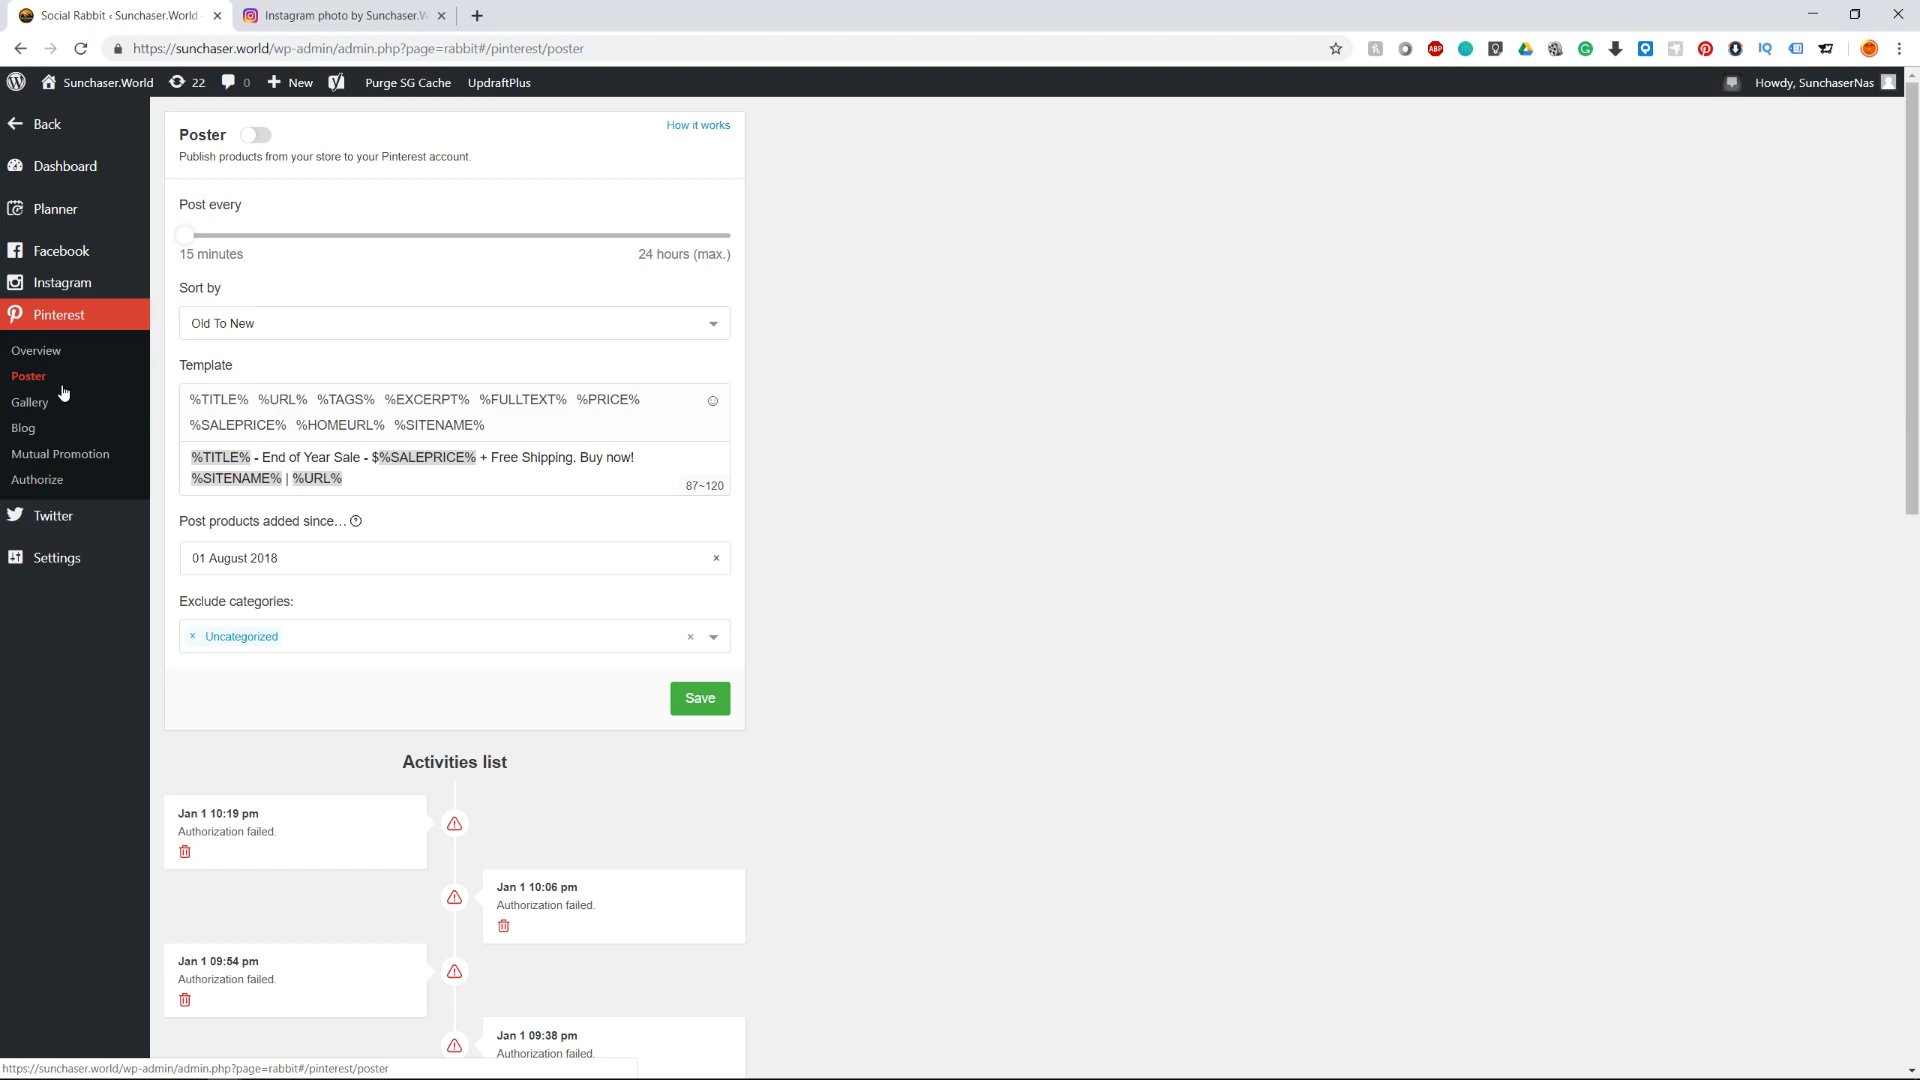 Social Rabbit ‹ Sunchaser.World
Instagram photo by Sunchaser.W
https://sunchaser.world/wp-admin/admin.php?page=rabbit#/pinterest/poster
Sunchaser.World 22 0 New Purge SG Cache UpdraftPlus Howdy, SunchaserNas
Back
Dashboard
Planner
Facebook
Instagram
Pinterest
Overview
Poster
Gallery
Blog
Mutual Promotion
Authorize
Twitter
Settings
Poster
How it works
Publish products from your store to your Pinterest account.
Post every
15 minutes 24 hours (max.)
Sort by
Old To New
Template
%TITLE% %URL% %TAGS% %EXCERPT% %FULLTEXT% %PRICE%
%SALEPRICE% %HOMEURL% %SITENAME%
%TITLE% - End of Year Sale - $%SALEPRICE% + Free Shipping. Buy now!
%SITENAME% | %URL%
87~120
Post products added since...
01 August 2018 ×
Exclude categories:
× Uncategorized ×
Save
Activities list
Jan 1 10:19 pm
Authorization failed.
Jan 1 10:06 pm
Authorization failed.
Jan 1 09:54 pm
Authorization failed.
Jan 1 09:38 pm
Authorization failed.
https://sunchaser.world/wp-admin/admin.php?page=rabbit#/pinterest/poster